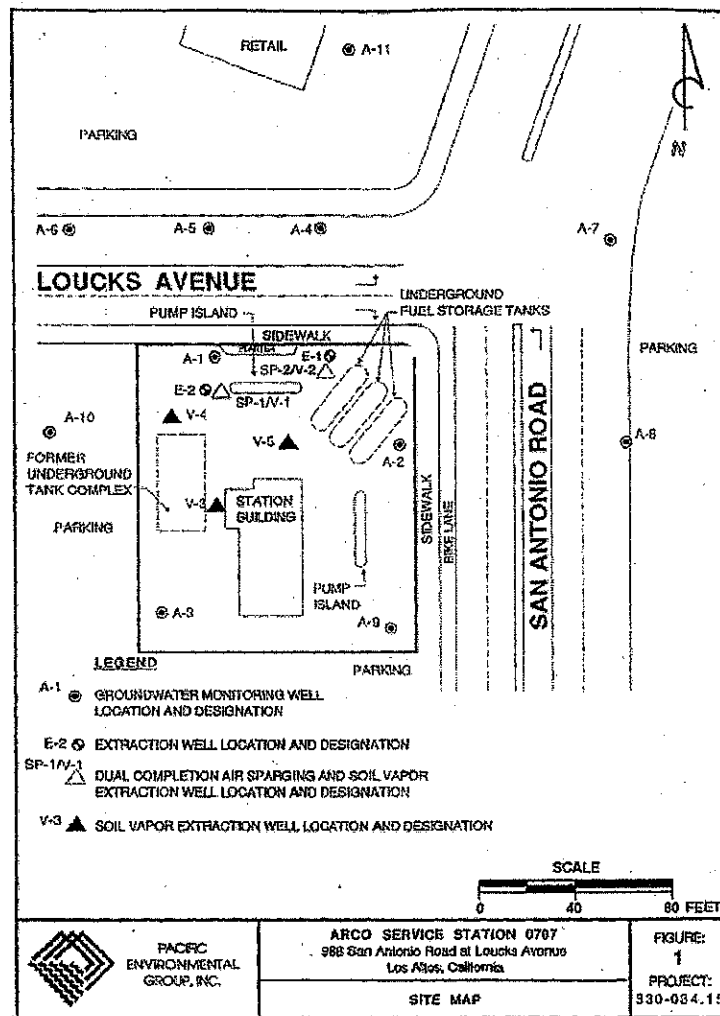 RETAIL
A-11
PARKING
N
A-6
A-5
A-4
A-7
LOUCKS AVENUE
UNDERGROUND
FUEL STORAGE TANKS
PUMP ISLAND
SIDEWALK
PLANTER
A-1
E-1
SP-2/V-2
PARKING
E-2
SP-1/V-1
V-4
A-10
V-5
A-2
A-8
FORMER
UNDERGROUND
TANK COMPLEX
V-3
STATION
BUILDING
SIDEWALK
BIKE LANE
SAN ANTONIO ROAD
PARKING
PUMP
ISLAND
A-3
A-9
PARKING
LEGEND
A-1 GROUNDWATER MONITORING WELL
LOCATION AND DESIGNATION
E-2 EXTRACTION WELL LOCATION AND DESIGNATION
SP-1/V-1
DUAL COMPLETION AIR SPARGING AND SOIL VAPOR
EXTRACTION WELL LOCATION AND DESIGNATION
V-3 SOIL VAPOR EXTRACTION WELL LOCATION AND DESIGNATION
SCALE
0 40 80 FEET
PACIFIC
ENVIRONMENTAL
GROUP, INC.
ARCO SERVICE STATION 0707
988 San Antonio Road at Loucks Avenue
Los Altos, California
SITE MAP
FIGURE:
1
PROJECT:
330-034.15